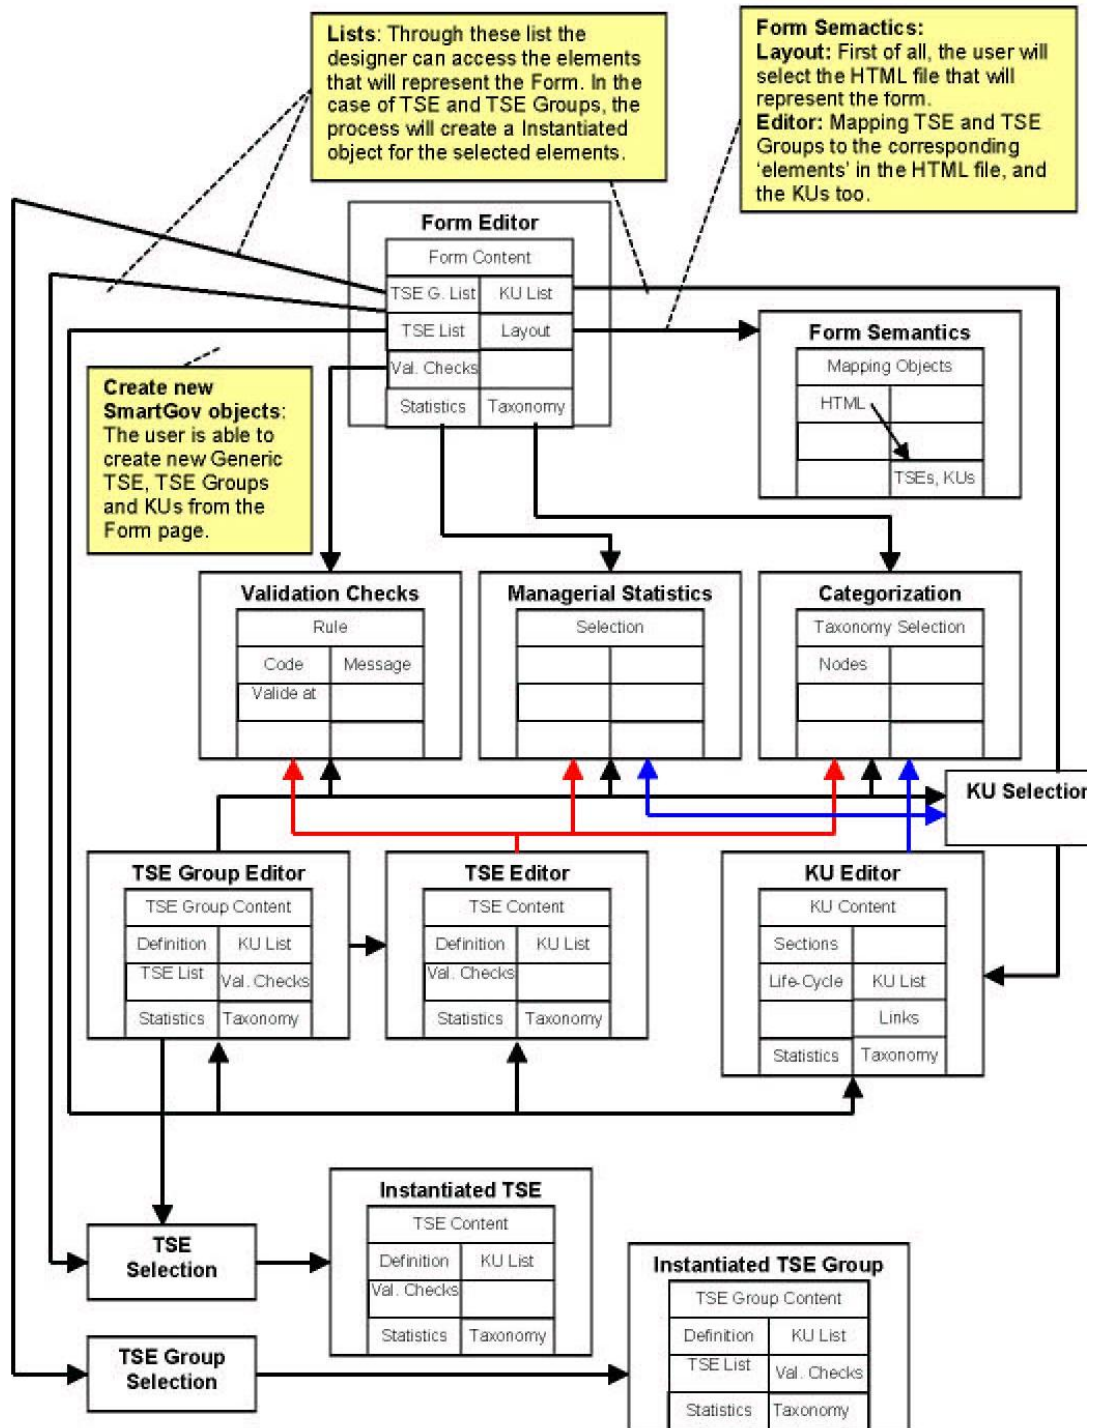 Lists: Through these list the
designer can access the elements
that will represent the Form. In the
case of TSE and TSE Groups, the
process will create a Instantiated
object for the selected elements.
Form Semactics:
Layout: First of all, the user will
select the HTML file that will
represent the form.
Editor: Mapping TSE and TSE
Groups to the corresponding
‘elements’ in the HTML file, and
the KUs too.
Form Editor
Form Content
TSE G. List
KU List
TSE List
Layout
Val. Checks
Statistics
Taxonomy
Form Semantics
Mapping Objects
HTML
TSEs, KUs
Create new
SmartGov objects:
The user is able to
create new Generic
TSE, TSE Groups
and KUs from the
Form page.
Validation Checks
Rule
Code
Message
Valide at
Managerial Statistics
Selection
Categorization
Taxonomy Selection
Nodes
KU Selection
TSE Group Editor
TSE Group Content
Definition
KU List
TSE List
Val. Checks
Statistics
Taxonomy
TSE Editor
TSE Content
Definition
KU List
Val. Checks
Statistics
Taxonomy
KU Editor
KU Content
Sections
Life-Cycle
KU List
Links
Statistics
Taxonomy
TSE
Selection
Instantiated TSE
TSE Content
Definition
KU List
Val. Checks
Statistics
Taxonomy
TSE Group
Selection
Instantiated TSE Group
TSE Group Content
Definition
KU List
TSE List
Val. Checks
Statistics
Taxonomy